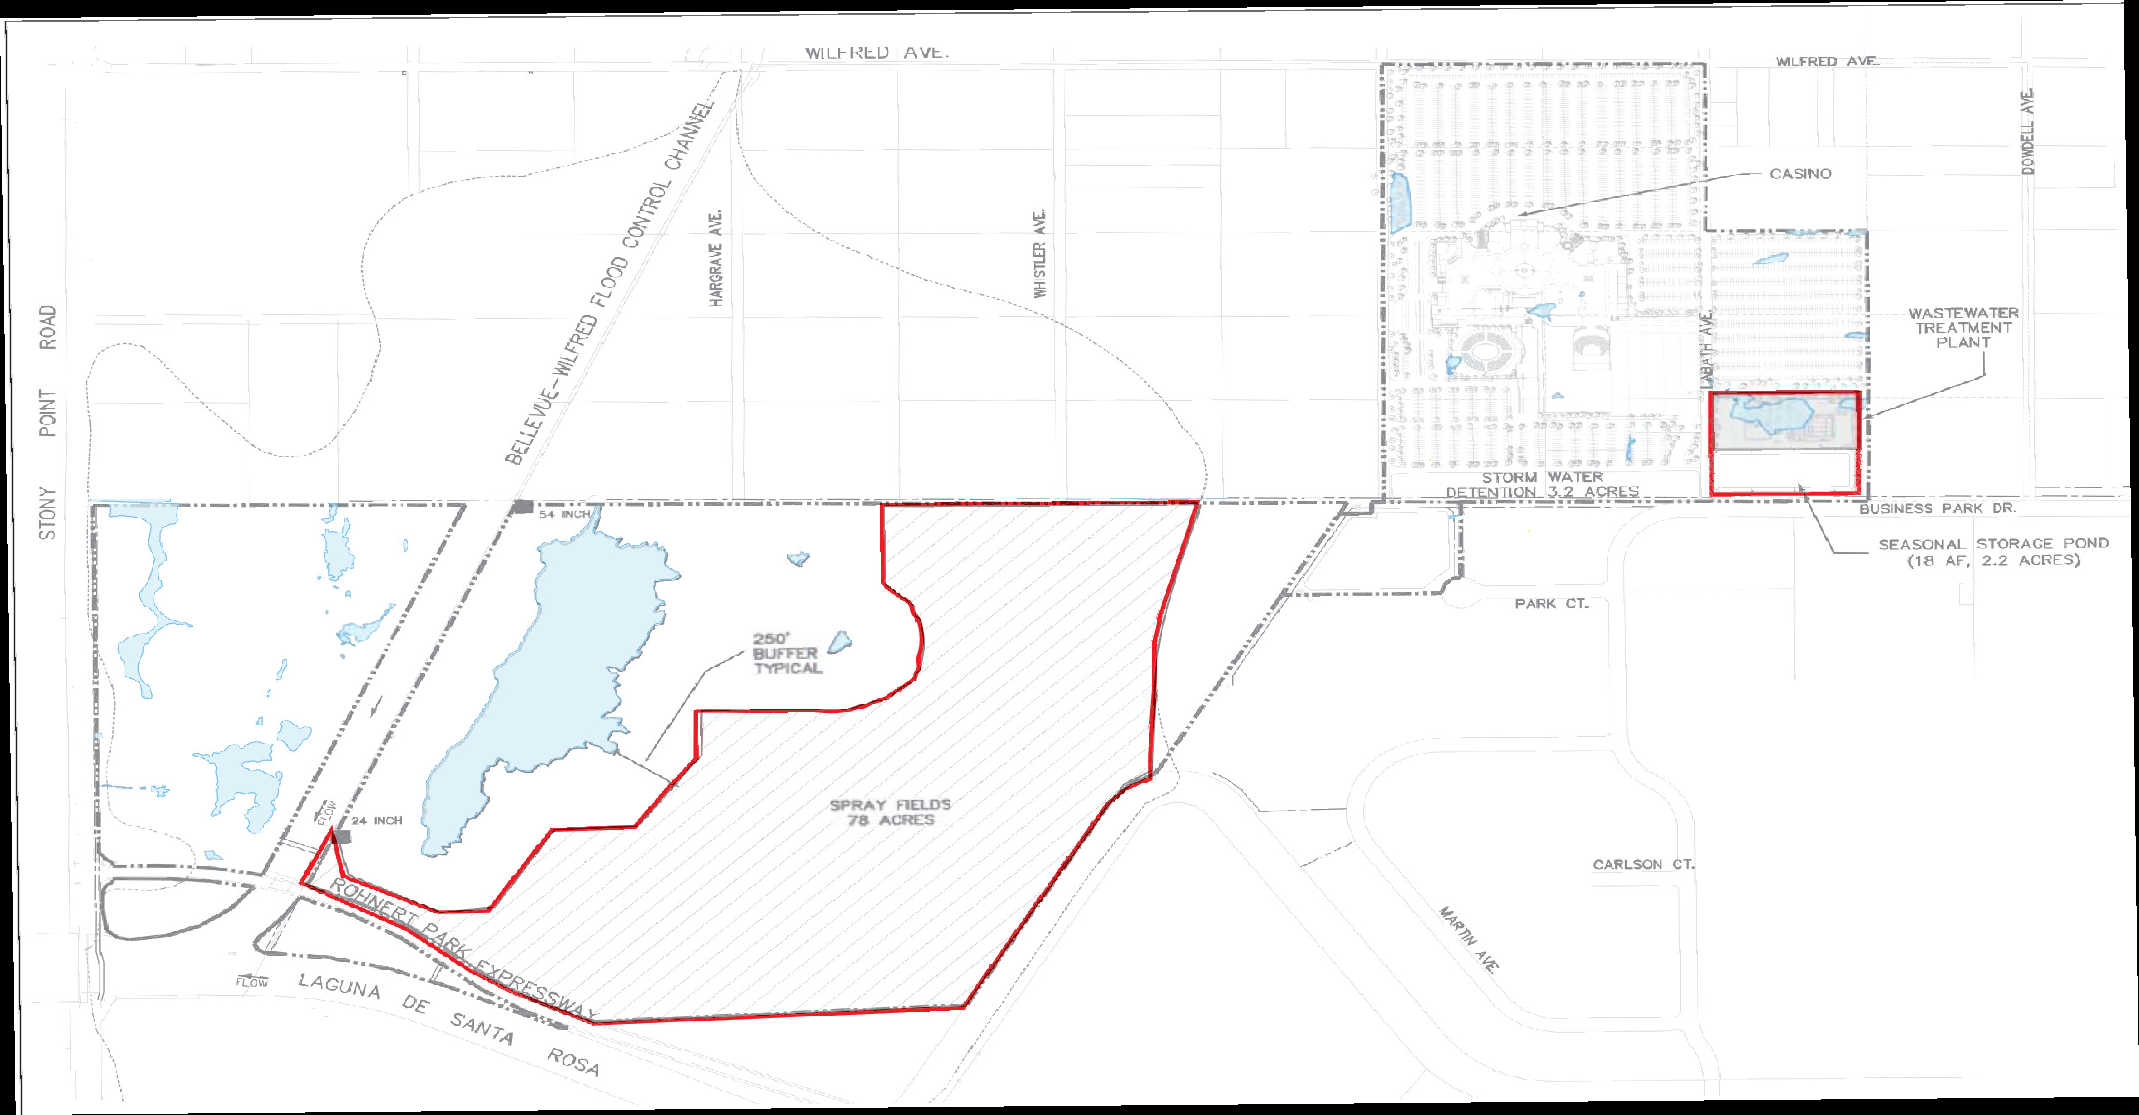 WILFRED AVE.
WILFRED AVE.
DOWDELL AVE.
BELLEVUE-WILFRED FLOOD CONTROL CHANNEL
CASINO
HARGRAVE AVE.
WHISTLER AVE.
STONY POINT ROAD
LABATH AVE.
WASTEWATER
TREATMENT
PLANT
STORM WATER
DETENTION 3.2 ACRES
54 INCH
BUSINESS PARK DR.
SEASONAL STORAGE POND
(18 AF, 2.2 ACRES)
PARK CT.
250'
BUFFER
TYPICAL
SPRAY FIELDS
78 ACRES
FLOW
24 INCH
CARLSON CT.
ROHNERT PARK EXPRESSWAY
MARTIN AVE.
FLOW
LAGUNA DE SANTA ROSA